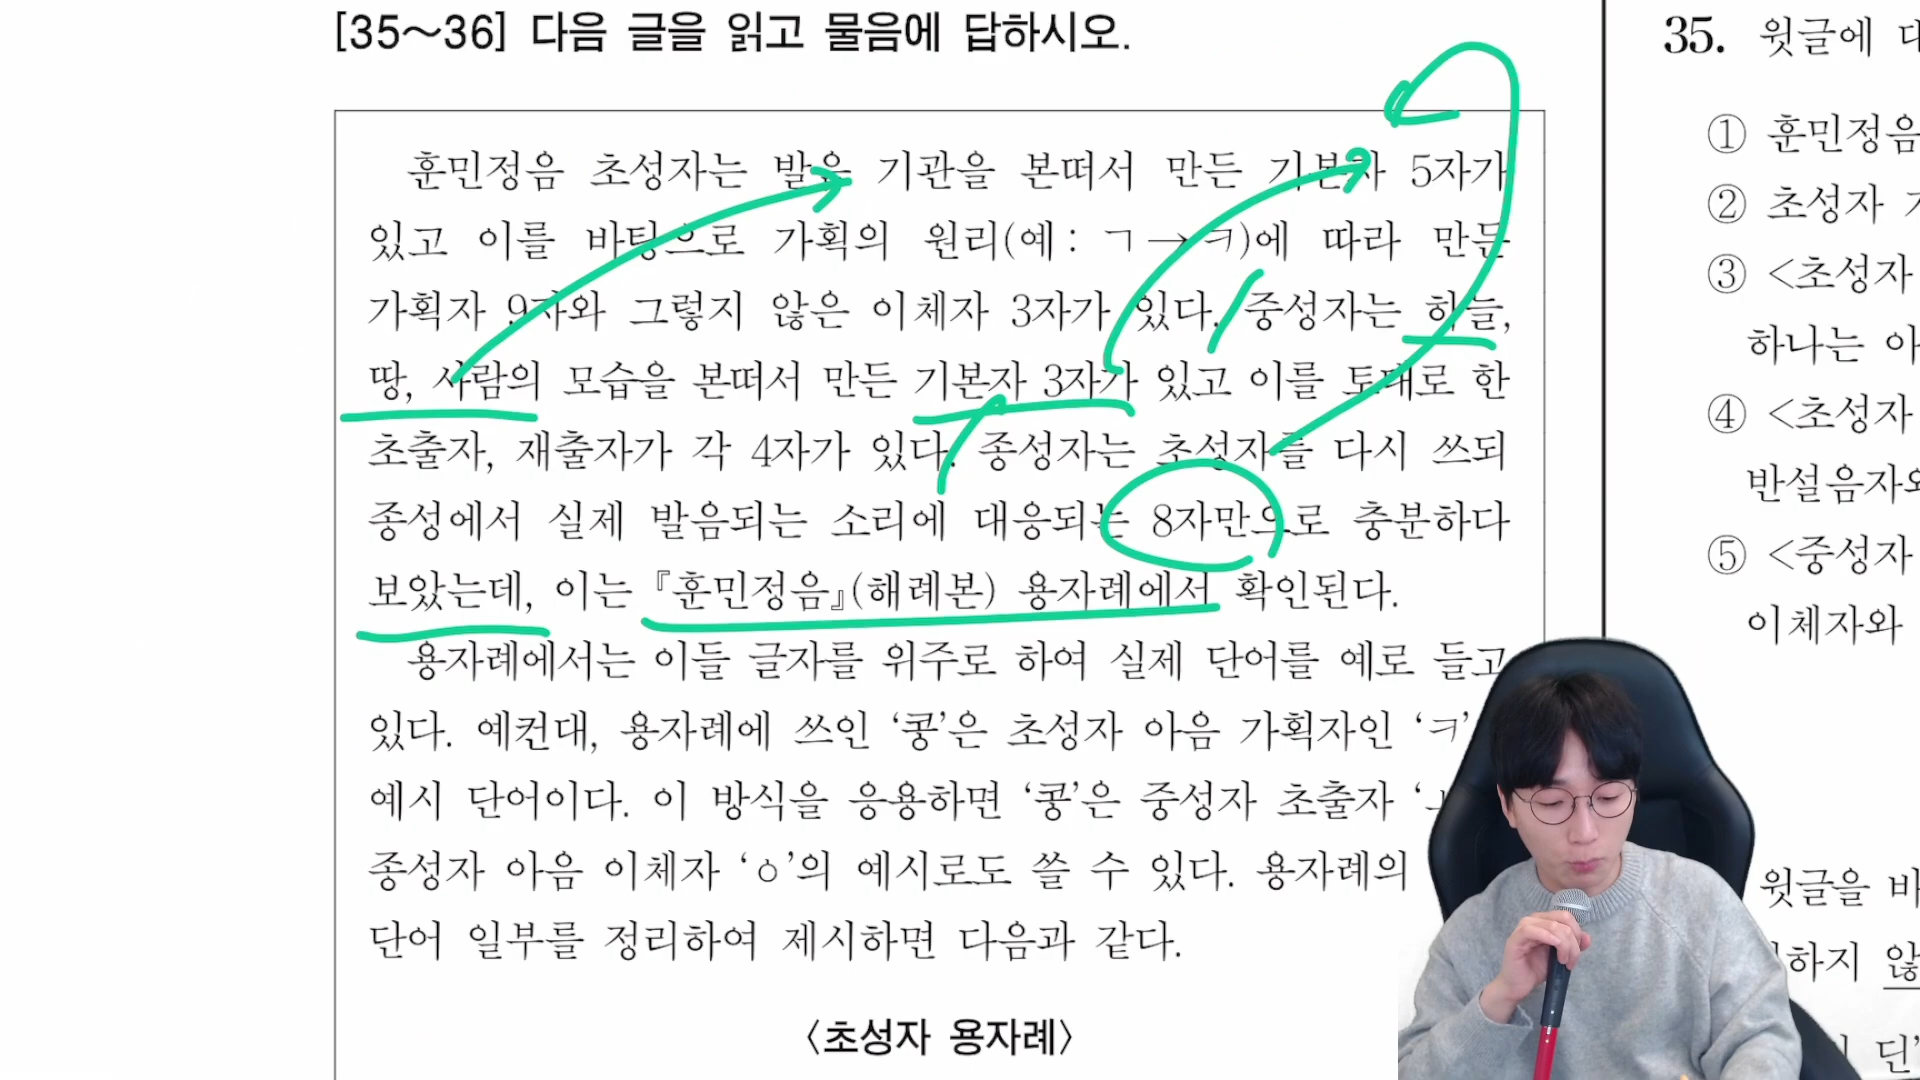 [35～36] 다음 글을 읽고 물음에 답하시오.
훈민정음 초성자는 발음 기관을 본떠서 만든 기본자 5자가
있고 이를 바탕으로 가획의 원리(예: ㄱ→ㅋ)에 따라 만든
가획자 9자와 그렇지 않은 이체자 3자가 있다. 중성자는 하늘,
땅, 사람의 모습을 본떠서 만든 기본자 3자가 있고 이를 토대로 한
초출자, 재출자가 각 4자가 있다. 종성자는 초성자를 다시 쓰되
종성에서 실제 발음되는 소리에 대응되는 8자만으로 충분하다
보았는데, 이는 『훈민정음』(해례본) 용자례에서 확인된다.
용자례에서는 이들 글자를 위주로 하여 실제 단어를 예로 들고
있다. 예컨대, 용자례에 쓰인 ‘콩’은 초성자 아음 가획자인 ‘ㅋ’
예시 단어이다. 이 방식을 응용하면 ‘콩’은 중성자 초출자 ‘ㅗ
종성자 아음 이체자 ‘ㆁ’의 예시로도 쓸 수 있다. 용자례의
단어 일부를 정리하여 제시하면 다음과 같다.
〈초성자 용자례〉
35. 윗글에
① 훈민정음
② 초성자
③ <초성자
하나는
④ <초성자
반설음자와
⑤ <중성자
이체자와
윗글을
하지
딘’